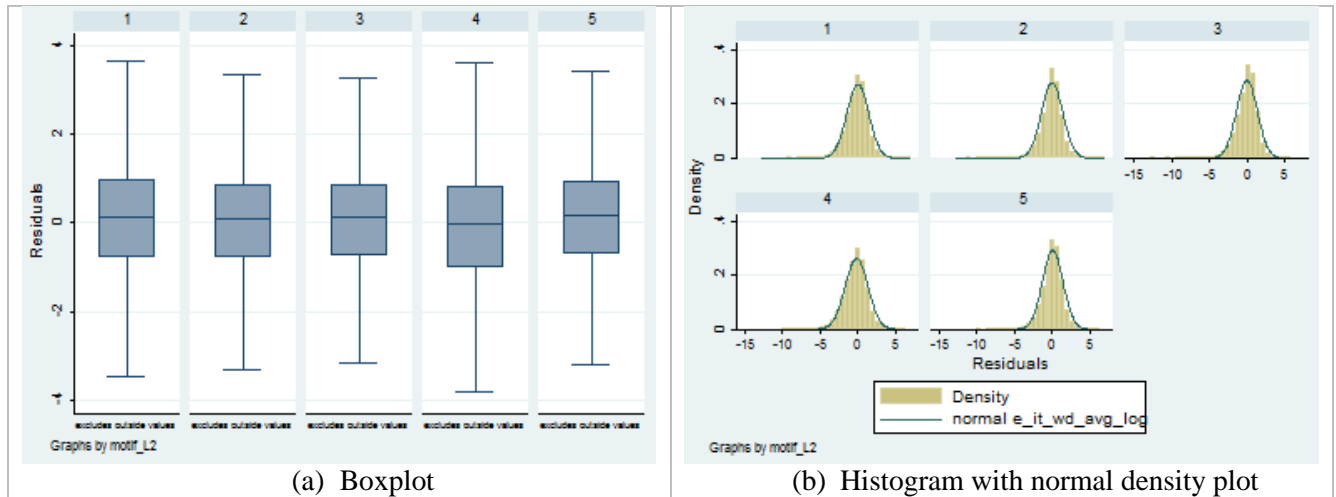 1 2 3 4 5
4
2
0
-2
-4
Residuals
excludes outside values excludes outside values excludes outside values excludes outside values excludes outside values
Graphs by motif_L2
(a) Boxplot
1 2 3
.4
.2
0
-15 -10 -5 0 5
4 5
.4
.2
0
-15 -10 -5 0 5 -15 -10 -5 0 5
Density
Residuals
Residuals
Density
normal e_it_wd_avg_log
Graphs by motif_L2
(b) Histogram with normal density plot